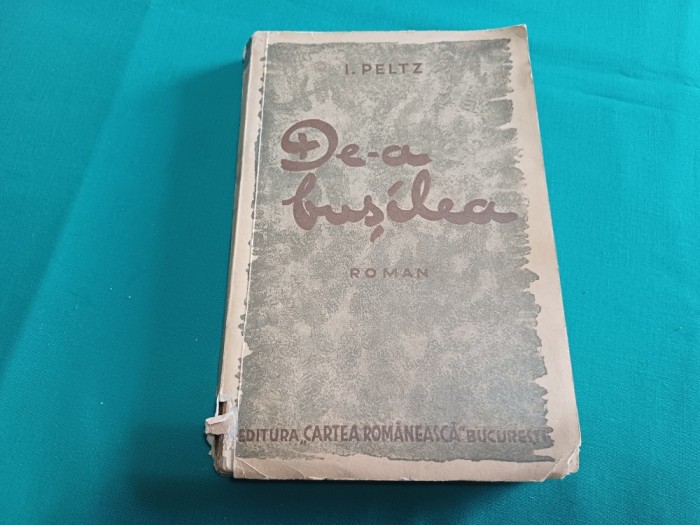 I. PELTZ
De-a
bușilea
ROMAN
EDITURA „CARTEA ROMÂNEASCĂ" BUCUREȘTI